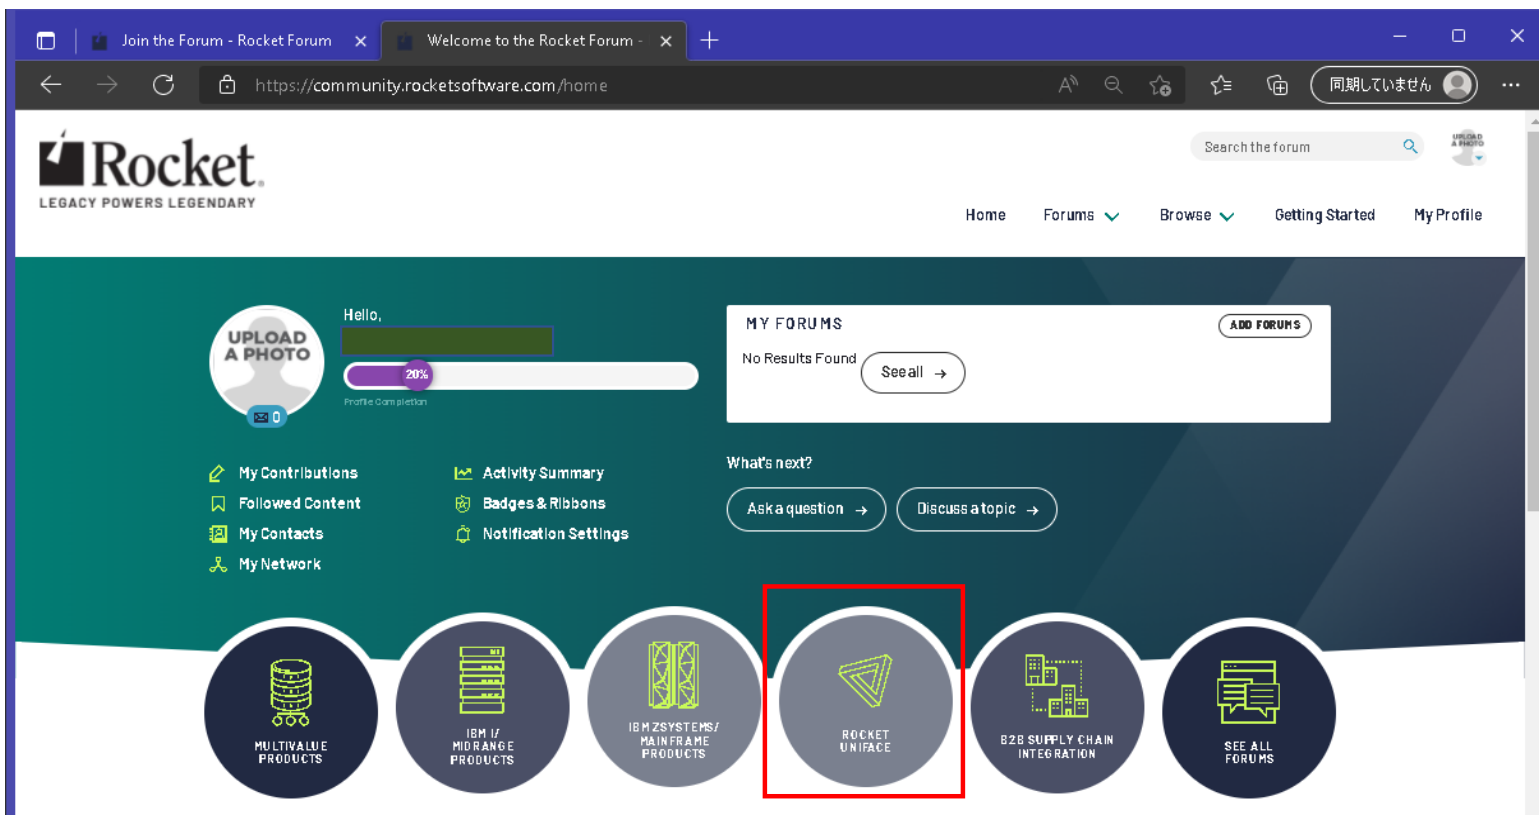 Join the Forum - Rocket Forum
Welcome to the Rocket Forum -
https://community.rocketsoftware.com/home
同期していません
Rocket
LEGACY POWERS LEGENDARY
Search the forum
UPLOAD
A PHOTO
Home
Forums
Browse
Getting Started
My Profile
UPLOAD
A PHOTO
0
Hello,
20%
Profile Completion
MY FORUMS
ADD FORUMS
No Results Found
See all →
My Contributions
Followed Content
My Contacts
My Network
Activity Summary
Badges & Ribbons
Notification Settings
What's next?
Ask a question →
Discuss a topic →
MULTIVALUE
PRODUCTS
IBM I/
MIDRANGE
PRODUCTS
IBM ZSYSTEMS/
MAINFRAME
PRODUCTS
ROCKET
UNIFACE
B2B SUPPLY CHAIN
INTEGRATION
SEE ALL
FORUMS